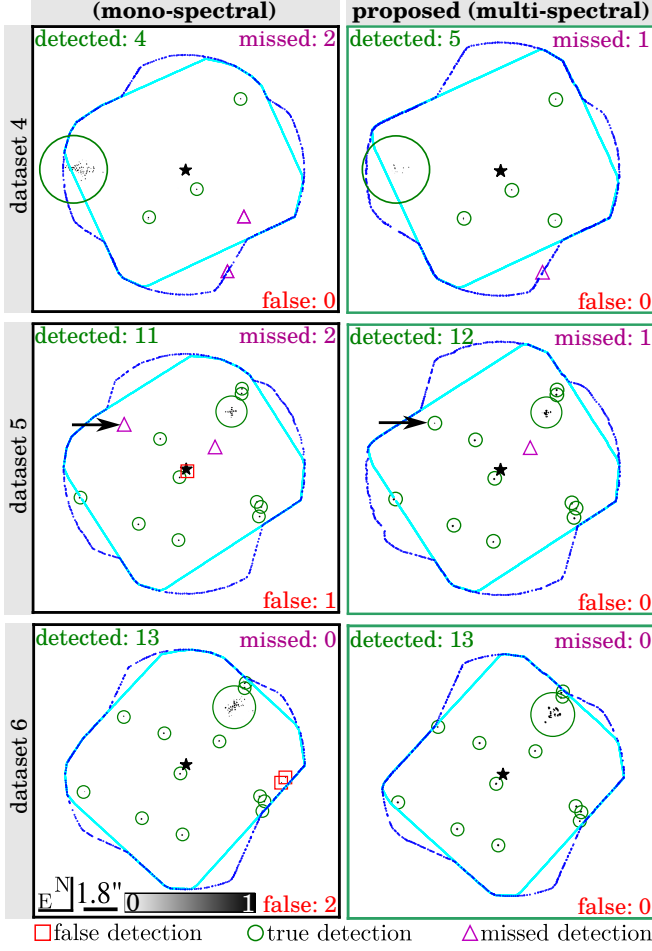 (mono-spectral) proposed (multi-spectral)
dataset 4
detected: 4 missed: 2
false: 0
detected: 5 missed: 1
false: 0
dataset 5
detected: 11 missed: 2
false: 1
detected: 12 missed: 1
false: 0
dataset 6
detected: 13 missed: 0
E N 1.8" 0 1 false: 2
detected: 13 missed: 0
false: 0
false detection true detection missed detection